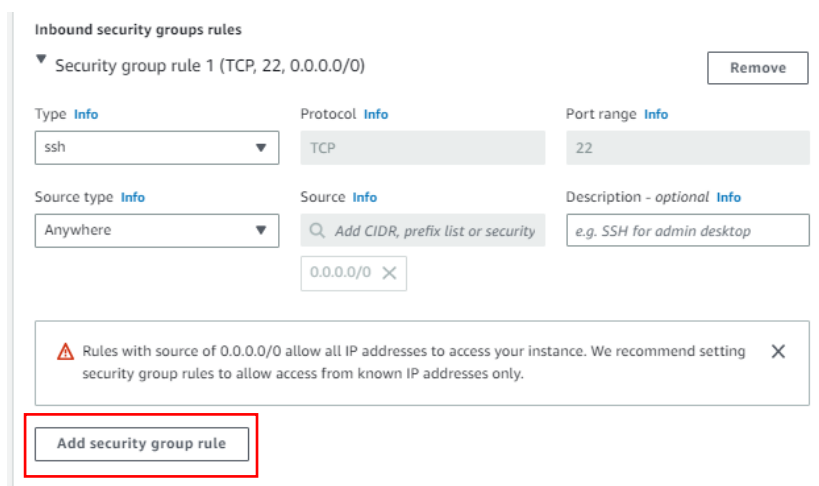 Inbound security groups rules
Security group rule 1 (TCP, 22, 0.0.0.0/0)
Remove
Type Info
Protocol Info
Port range Info
ssh
TCP
22
Source type Info
Source Info
Description - optional Info
Anywhere
Add CIDR, prefix list or security
e.g. SSH for admin desktop
0.0.0.0/0
Rules with source of 0.0.0.0/0 allow all IP addresses to access your instance. We recommend setting
security group rules to allow access from known IP addresses only.
Add security group rule